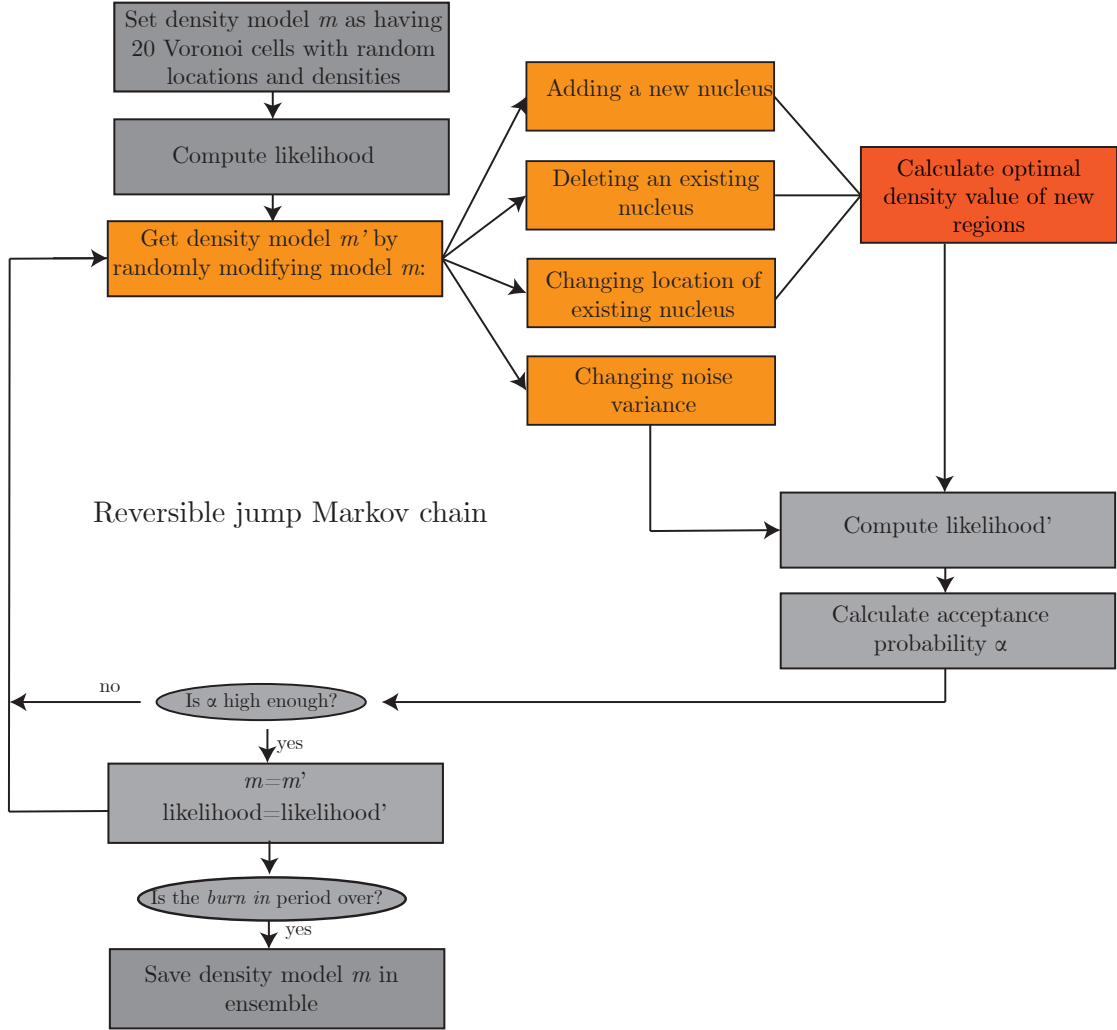 Set density model m as having
20 Voronoi cells with random
locations and densities
Compute likelihood
Get density model m' by
randomly modifying model m:
Adding a new nucleus
Deleting an existing
nucleus
Changing location of
existing nucleus
Changing noise
variance
Calculate optimal
density value of new
regions
Reversible jump Markov chain
Compute likelihood'
Calculate acceptance
probability α
Is α high enough?
no
yes
m=m'
likelihood=likelihood'
Is the burn in period over?
yes
Save density model m in
ensemble